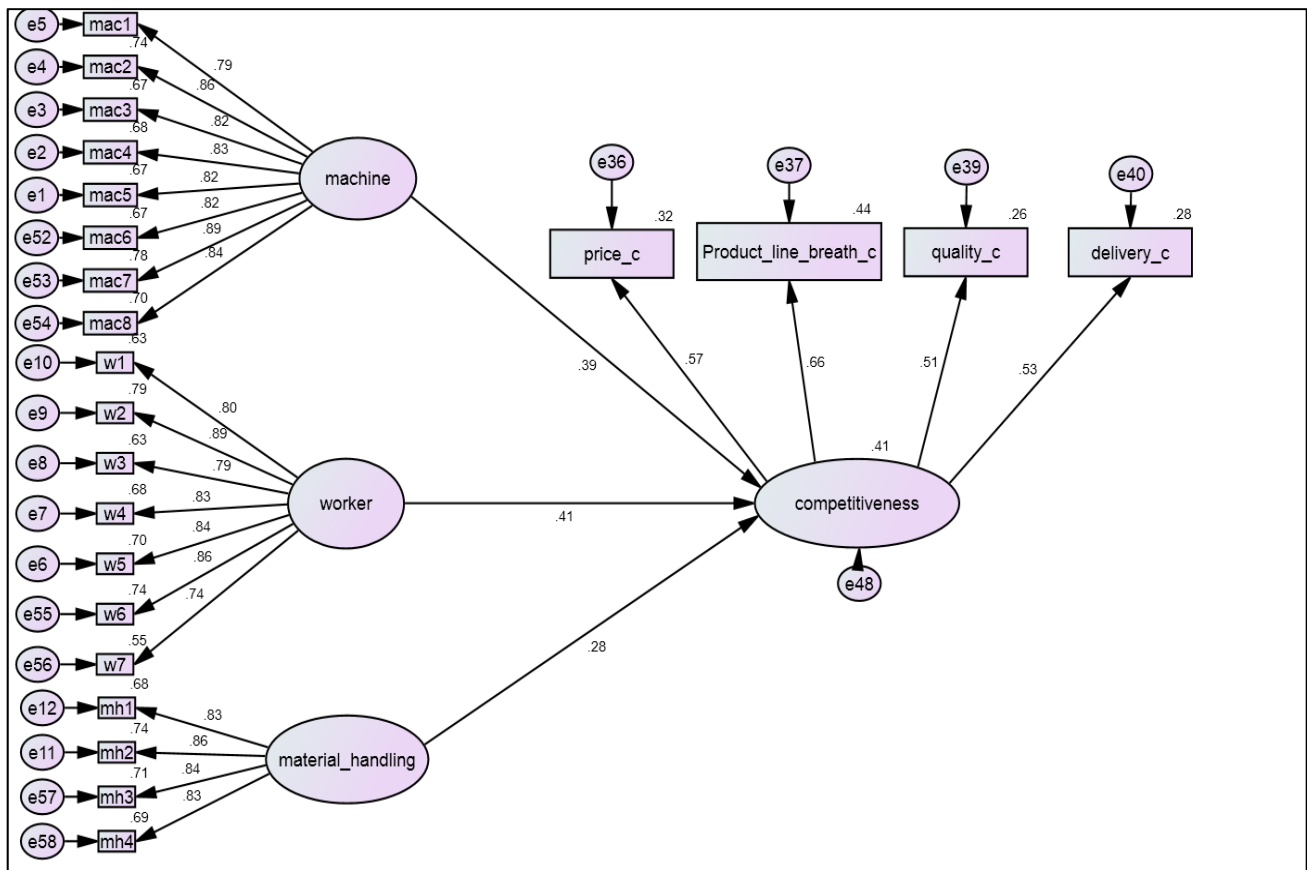 e5 mac1
.74
.79
e4 mac2
.86
.67
e3 mac3
.82
.68
e2 mac4
.83
.67
e1 mac5
.82
.67
e52 mac6
.82
.78
e53 mac7
.89
.70
e54 mac8
.84
machine
.63
e10 w1
.80
.79
e9 w2
.89
.63
e8 w3
.79
.68
e7 w4
.83
.70
e6 w5
.84
.74
e55 w6
.86
.55
e56 w7
.74
worker
.68
e12 mh1
.83
.74
e11 mh2
.86
.71
e57 mh3
.84
.69
e58 mh4
.83
material_handling
.39
.41
.28
e36
e37
e39
e40
.32
.44
.26
.28
price_c
Product_line_breath_c
quality_c
delivery_c
.57
.66
.51
.53
.41
competitiveness
e48